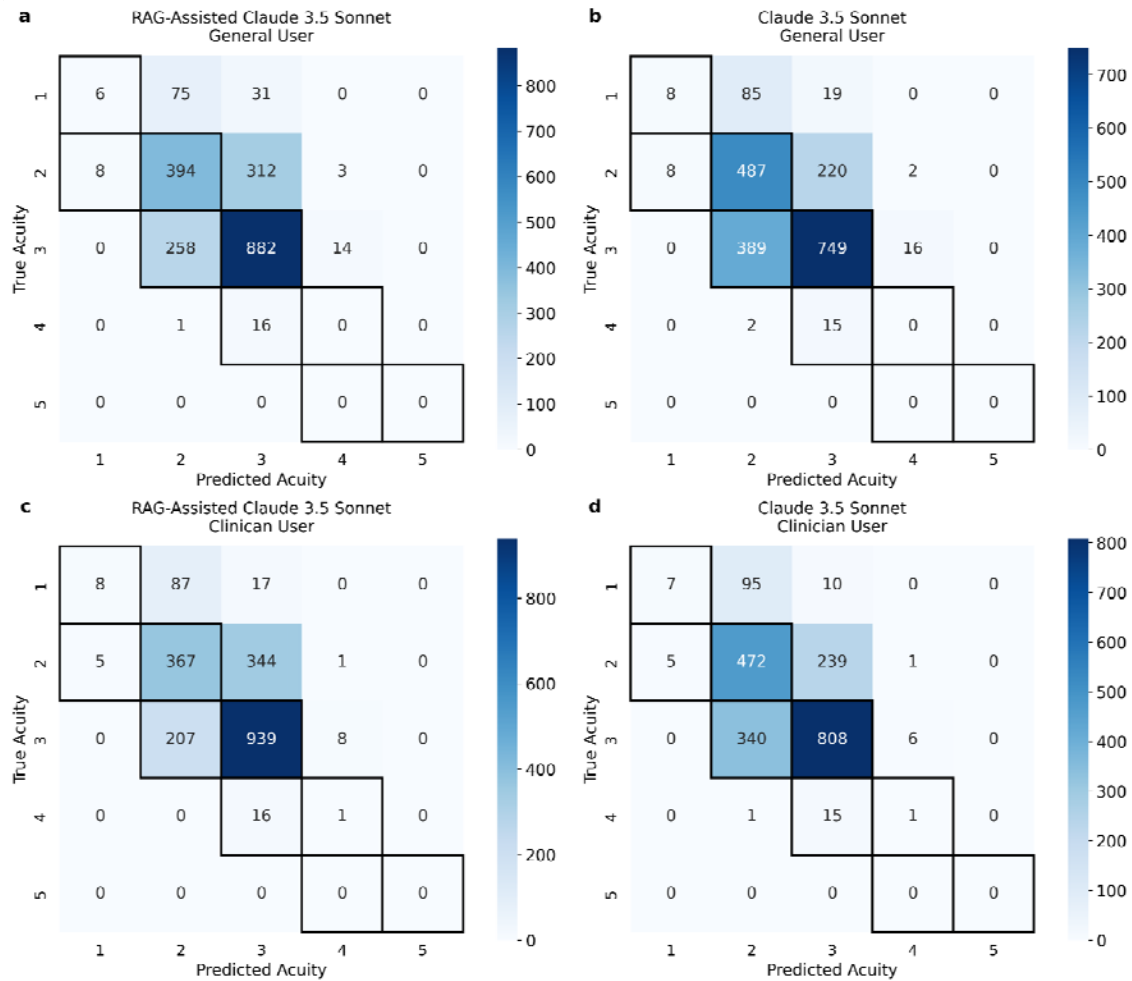 a
RAG-Assisted Claude 3.5 Sonnet
General User
True Acuity
1 6 75 31 0 0
2 8 394 312 3 0
3 0 258 882 14 0
4 0 1 16 0 0
5 0 0 0 0 0
1 2 3 4 5
Predicted Acuity
800
700
600
500
400
300
200
100
0
b
Claude 3.5 Sonnet
General User
True Acuity
1 8 85 19 0 0
2 8 487 220 2 0
3 0 389 749 16 0
4 0 2 15 0 0
5 0 0 0 0 0
1 2 3 4 5
Predicted Acuity
700
600
500
400
300
200
100
0
c
RAG-Assisted Claude 3.5 Sonnet
Clinican User
True Acuity
1 8 87 17 0 0
2 5 367 344 1 0
3 0 207 939 8 0
4 0 0 16 1 0
5 0 0 0 0 0
1 2 3 4 5
Predicted Acuity
800
600
400
200
0
d
Claude 3.5 Sonnet
Clinician User
True Acuity
1 7 95 10 0 0
2 5 472 239 1 0
3 0 340 808 6 0
4 0 1 15 1 0
5 0 0 0 0 0
1 2 3 4 5
Predicted Acuity
800
700
600
500
400
300
200
100
0